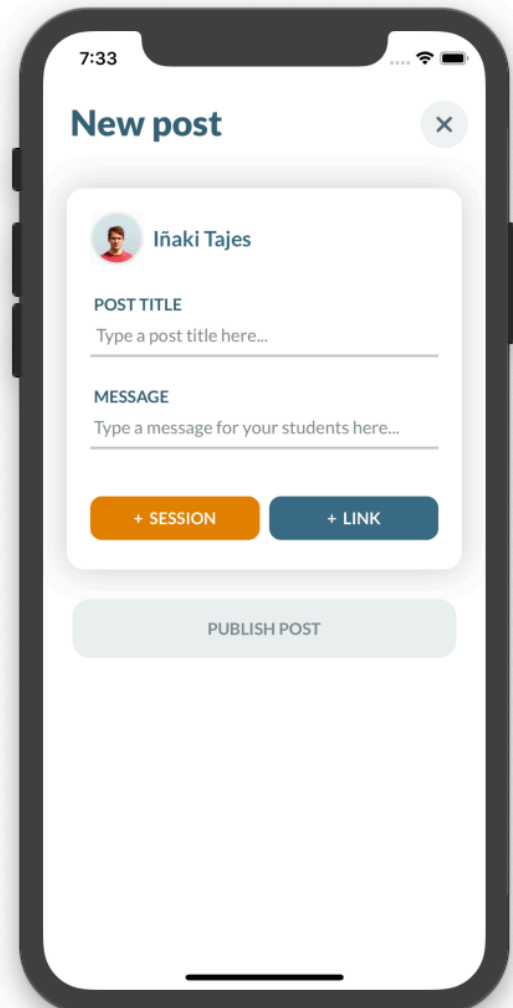 7:33
New post
Iñaki Tajes
POST TITLE
Type a post title here...
MESSAGE
Type a message for your students here...
+ SESSION
+ LINK
PUBLISH POST